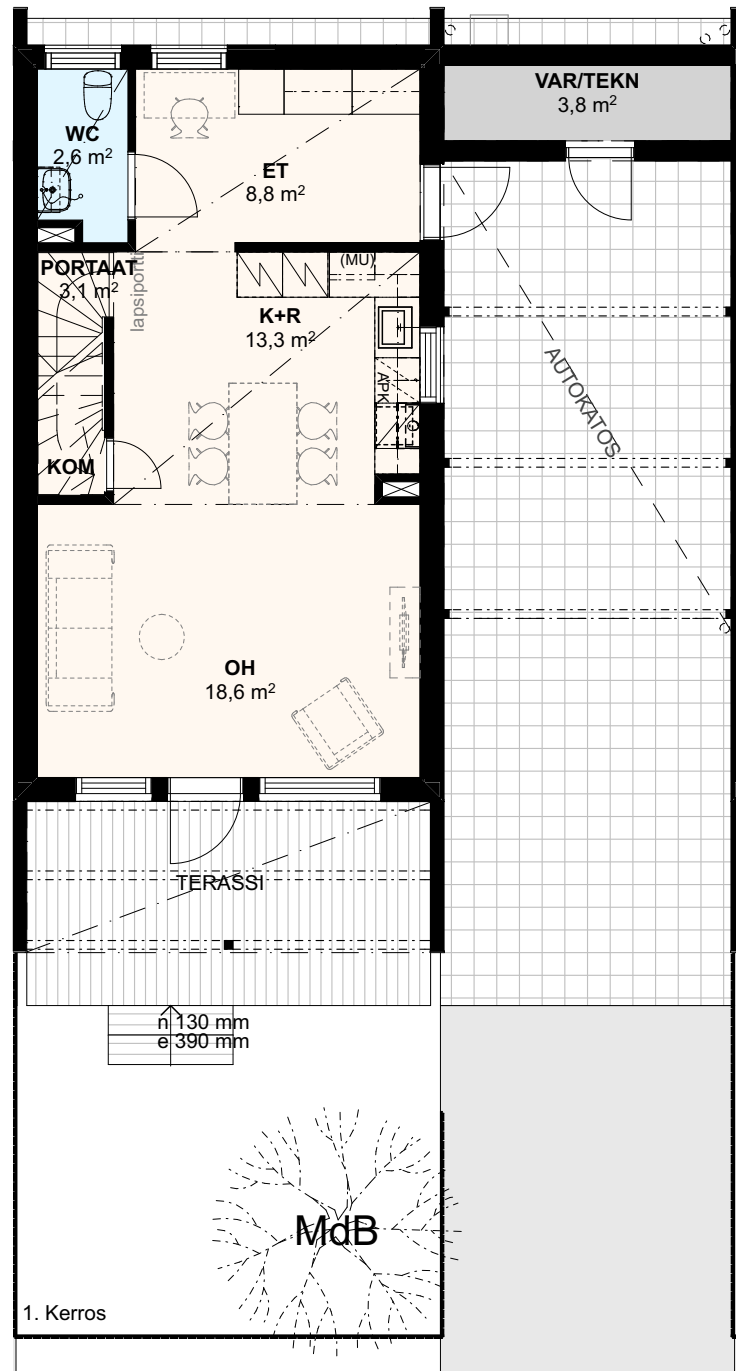 VAR/TEKN
3,8 m²
WC
2,6 m²
ET
8,8 m²
PORTAAT
3,1 m²
lapsiportti
(MU)
K+R
13,3 m²
APK
AUTOKATOS
KOM
OH
18,6 m²
TERASSI
n 130 mm
e 390 mm
MdB
1. Kerros